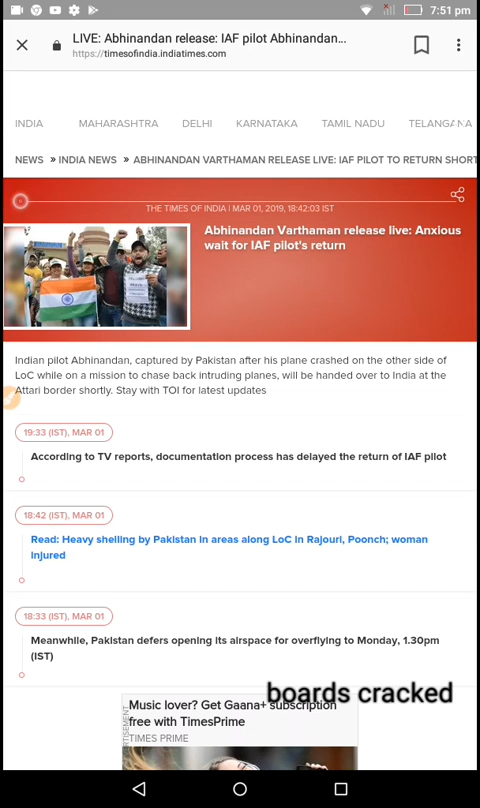 7:51 pm
LIVE: Abhinandan release: IAF pilot Abhinandan...
https://timesofindia.indiatimes.com
INDIA MAHARASHTRA DELHI KARNATAKA TAMIL NADU TELANGANA
NEWS » INDIA NEWS » ABHINANDAN VARTHAMAN RELEASE LIVE: IAF PILOT TO RETURN SHORT
THE TIMES OF INDIA | MAR 01, 2019, 18:42:03 IST
Abhinandan Varthaman release live: Anxious
wait for IAF pilot's return
Indian pilot Abhinandan, captured by Pakistan after his plane crashed on the other side of
LoC while on a mission to chase back intruding planes, will be handed over to India at the
Attari border shortly. Stay with TOI for latest updates
19:33 (IST), MAR 01
According to TV reports, documentation process has delayed the return of IAF pilot
18:42 (IST), MAR 01
Read: Heavy shelling by Pakistan in areas along LoC in Rajouri, Poonch; woman
injured
18:33 (IST), MAR 01
Meanwhile, Pakistan defers opening its airspace for overflying to Monday, 1.30pm
(IST)
boards cracked
Music lover? Get Gaana+ subscription
free with TimesPrime
TIMES PRIME